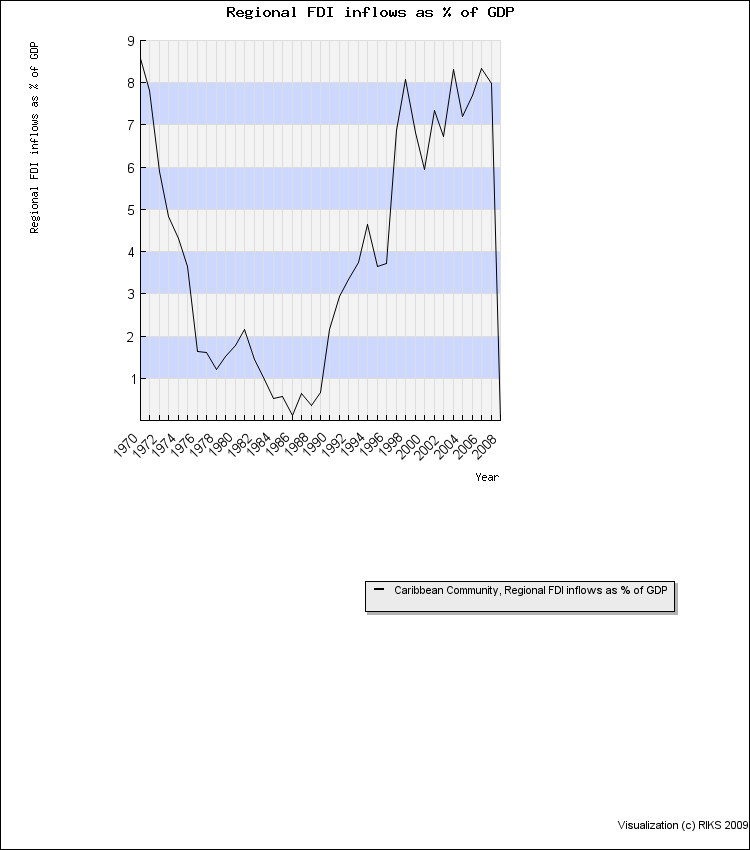 Regional FDI inflows as % of GDP
Regional FDI inflows as % of GDP
9
8
7
6
5
4
3
2
1
1970 1972 1974 1976 1978 1980 1982 1984 1986 1988 1990 1992 1994 1996 1998 2000 2002 2004 2006 2008
Year
Caribbean Community, Regional FDI inflows as % of GDP
Visualization (c) RIKS 2009